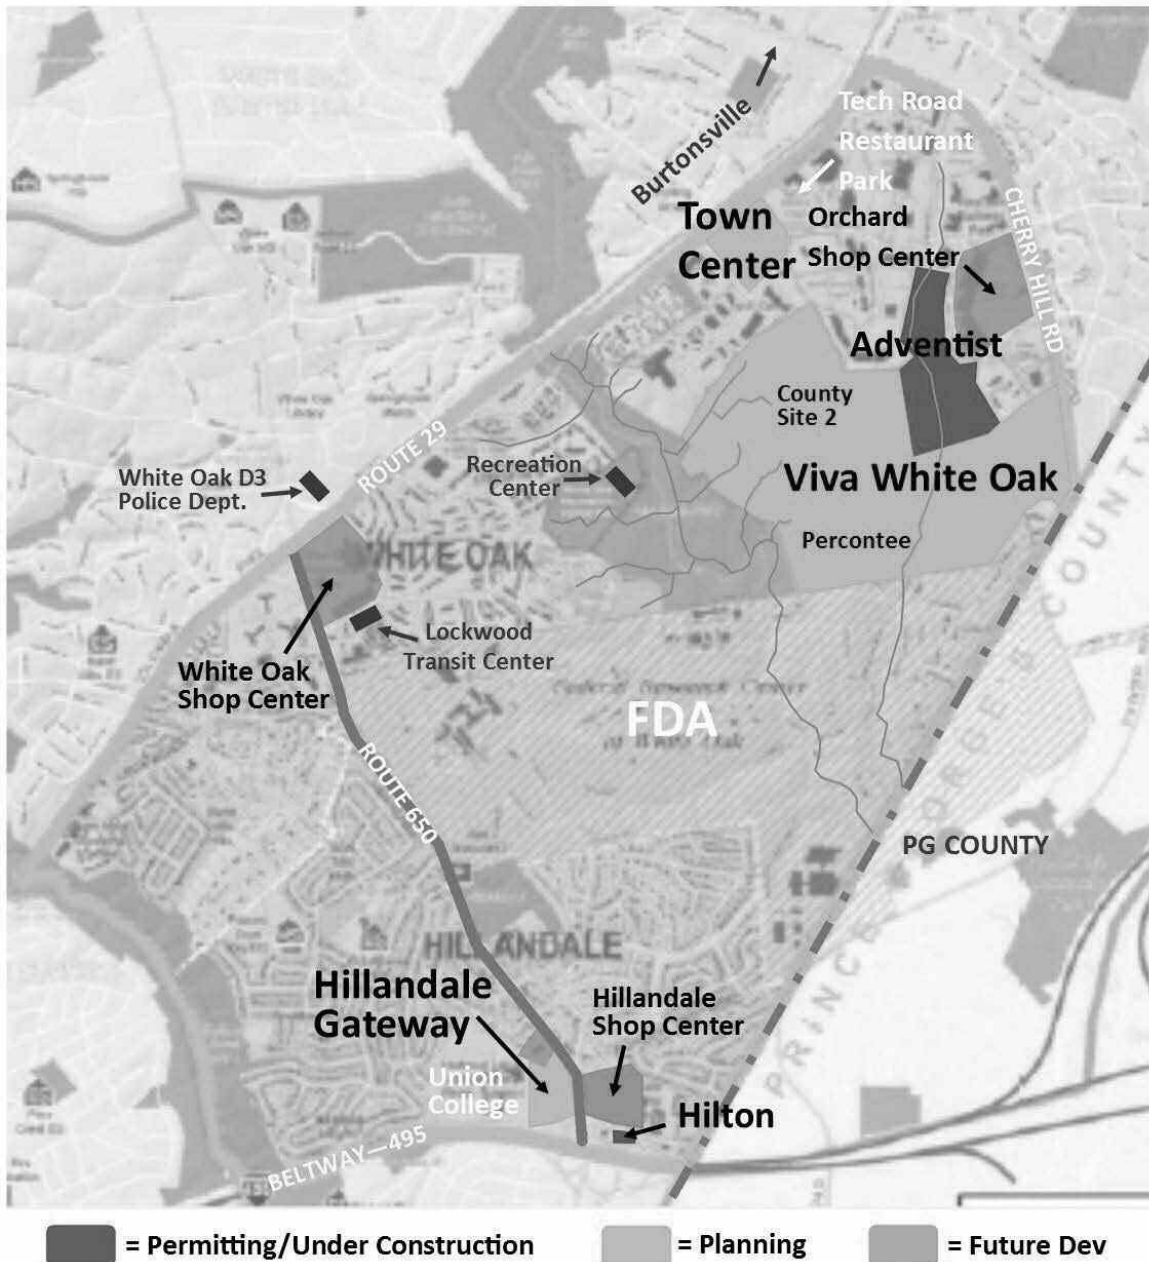 Tech Road
Restaurant
Park
Burtonsville
Town
Center
Orchard
Shop Center
CHERRY HILL RD
Adventist
County
Site 2
ROUTE 29
White Oak D3
Police Dept.
Recreation
Center
Viva White Oak
Percontee
WHITE OAK
Lockwood
Transit Center
White Oak
Shop Center
FDA
ROUTE 650
PG COUNTY
PRINCE GEORGE'S COUNTY
HILLANDALE
Hillandale
Gateway
Hillandale
Shop Center
Union
College
Hilton
BELTWAY—495
= Permitting/Under Construction
= Planning
= Future Dev